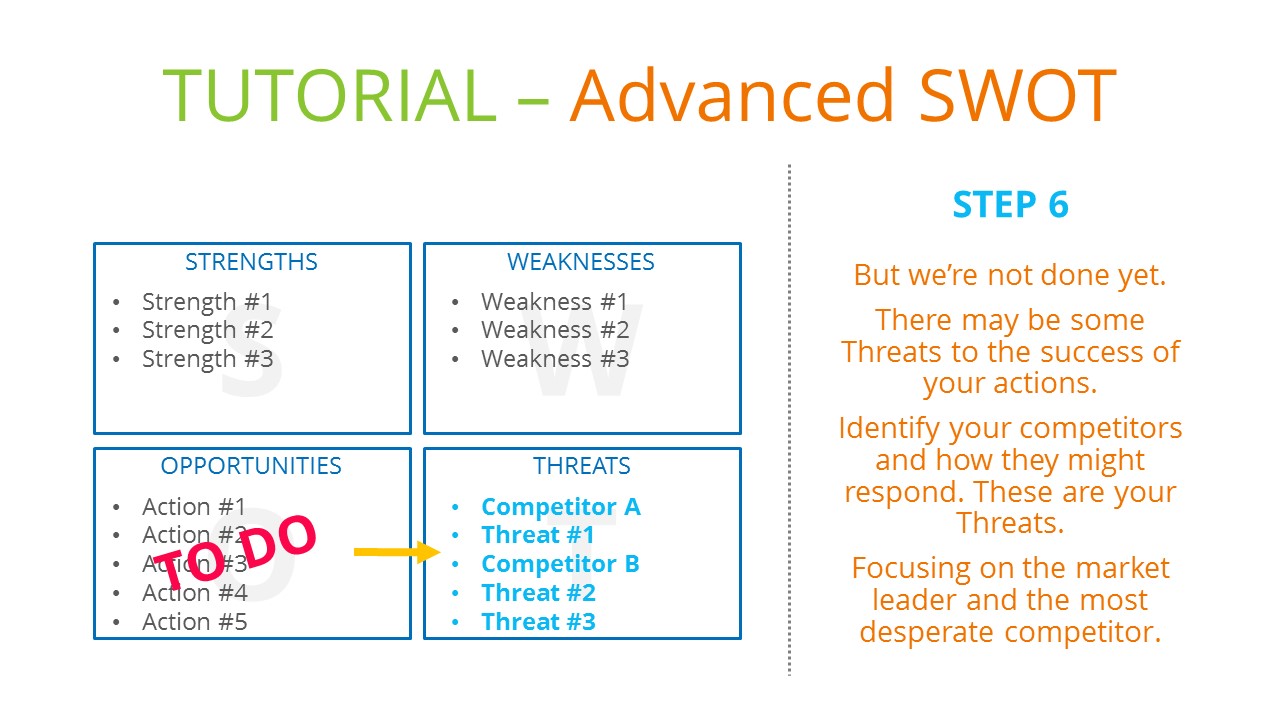 TUTORIAL – Advanced SWOT
STRENGTHS
• Strength #1
• Strength #2
• Strength #3
S
WEAKNESSES
• Weakness #1
• Weakness #2
• Weakness #3
W
OPPORTUNITIES
• Action #1
• Action #2
• Action #3
• Action #4
• Action #5
O
TO DO
THREATS
• Competitor A
• Threat #1
• Competitor B
• Threat #2
• Threat #3
T
STEP 6
But we’re not done yet.
There may be some
Threats to the success of
your actions.
Identify your competitors
and how they might
respond. These are your
Threats.
Focusing on the market
leader and the most
desperate competitor.